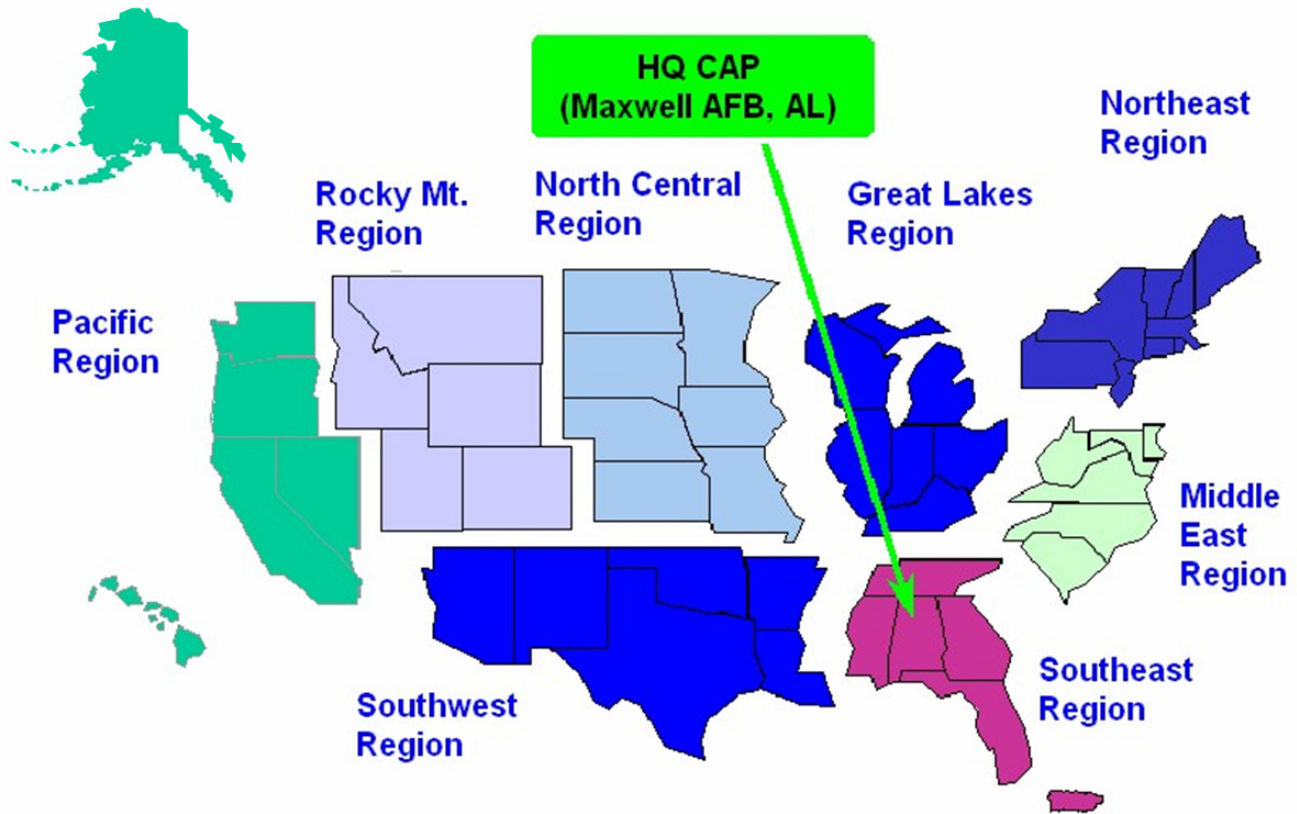 HQ CAP
(Maxwell AFB, AL)
Northeast
Region
Rocky Mt.
Region
North Central
Region
Great Lakes
Region
Pacific
Region
Middle
East
Region
Southwest
Region
Southeast
Region